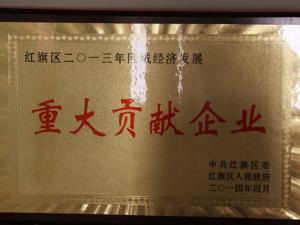 红旗区二〇一三年区域经济发展
重大贡献企业
中共红旗区委
红旗区人民政府
二〇一四年四月